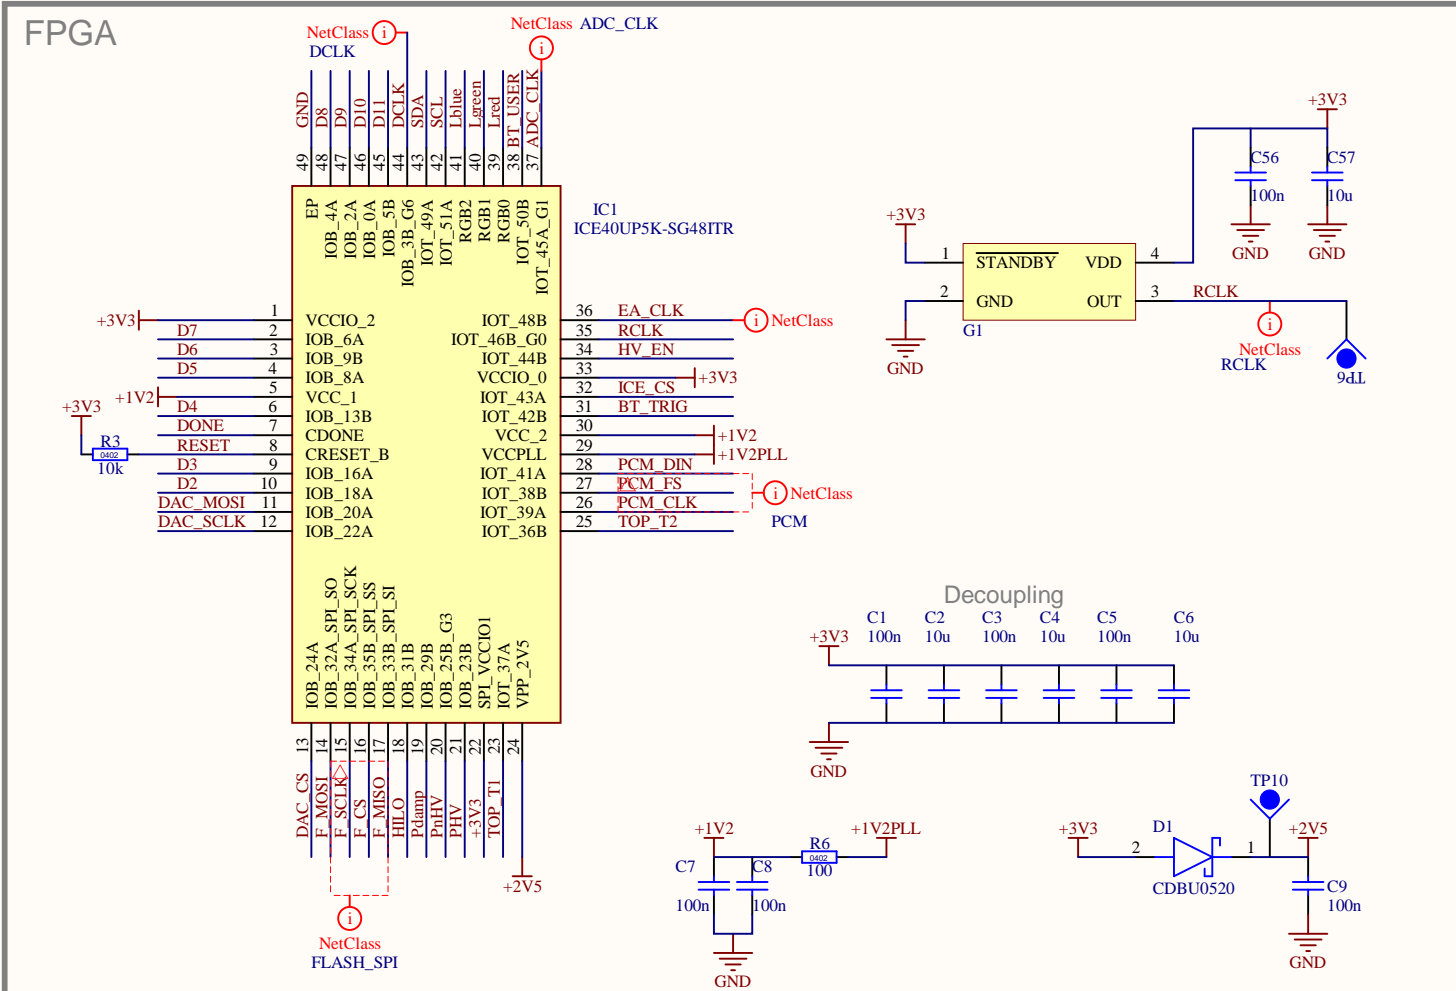 FPGA
NetClass
DCLK
NetClass ADC_CLK
GND
D8
D9
D10
D11
DCLK
SDA
SCL
Lblue
Lgreen
Lred
BT_USER
ADC_CLK
49
48
47
46
45
44
43
42
41
40
39
38
37
EP
IOB_4A
IOB_2A
IOB_0A
IOB_5B
IOB_3B_G6
IOT_49A
IOT_51A
RGB2
RGB1
RGB0
IOT_50B
IOT_45A_G1
IC1
ICE40UP5K-SG48ITR
+3V3 1 VCCIO_2
D7 2 IOB_6A
D6 3 IOB_9B
D5 4 IOB_8A
+1V2 5 VCC_1
D4 6 IOB_13B
DONE 7 CDONE
RESET 8 CRESET_B
D3 9 IOB_16A
D2 10 IOB_18A
DAC_MOSI 11 IOB_20A
DAC_SCLK 12 IOB_22A
+3V3
R3
0402
10k
IOT_48B 36 EA_CLK
NetClass
IOT_46B_G0 35 RCLK
IOT_44B 34 HV_EN
VCCIO_0 33 +3V3
IOT_43A 32 ICE_CS
IOT_42B 31 BT_TRIG
VCC_2 30 +1V2
VCCPLL 29 +1V2PLL
IOT_41A 28 PCM_DIN
IOT_38B 27 PCM_FS
IOT_39A 26 PCM_CLK
IOT_36B 25 TOP_T2
NetClass
PCM
IOB_24A
IOB_32A_SPI_SO
IOB_34A_SPI_SCK
IOB_35B_SPI_SS
IOB_33B_SPI_SI
IOB_31B
IOB_29B
IOB_25B_G3
IOB_23B
SPI_VCCIO1
IOT_37A
VPP_2V5
13
14
15
16
17
18
19
20
21
22
23
24
DAC_CS
F_MOSI
F_SCLK
F_CS
F_MISO
HILO
Pdamp
PnHV
PHV
+3V3
TOP_T1
+2V5
NetClass
FLASH_SPI
+3V3
C56
100n
C57
10u
GND
GND
+3V3
1 STANDBY VDD 4
2 GND OUT 3
G1
GND
RCLK
NetClass
RCLK
TP6
Decoupling
+3V3
C1
100n
C2
10u
C3
100n
C4
10u
C5
100n
C6
10u
GND
+1V2
C7
100n
C8
100n
R6
0402
100
+1V2PLL
GND
TP10
+3V3
2
D1
1
CDBU0520
+2V5
C9
100n
GND